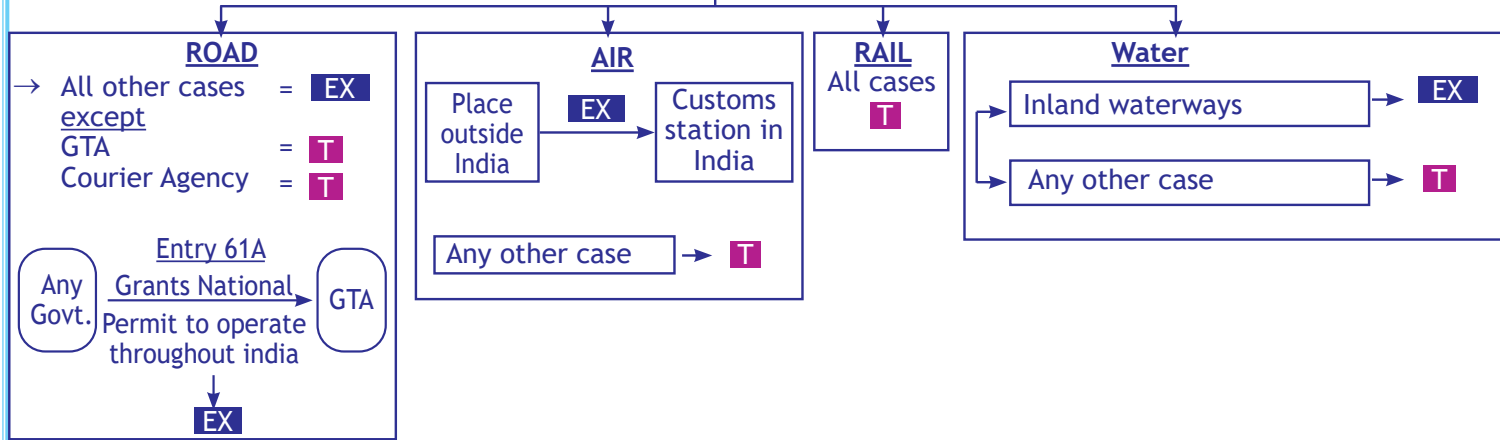 ROAD
→ All other cases = EX
except
GTA = T
Courier Agency = T
Entry 61A
Any Govt.
Grants National
Permit to operate
throughout india
GTA
EX
AIR
Place
outside
India
EX
Customs
station in
India
Any other case
T
RAIL
All cases
T
Water
Inland waterways
EX
Any other case
T